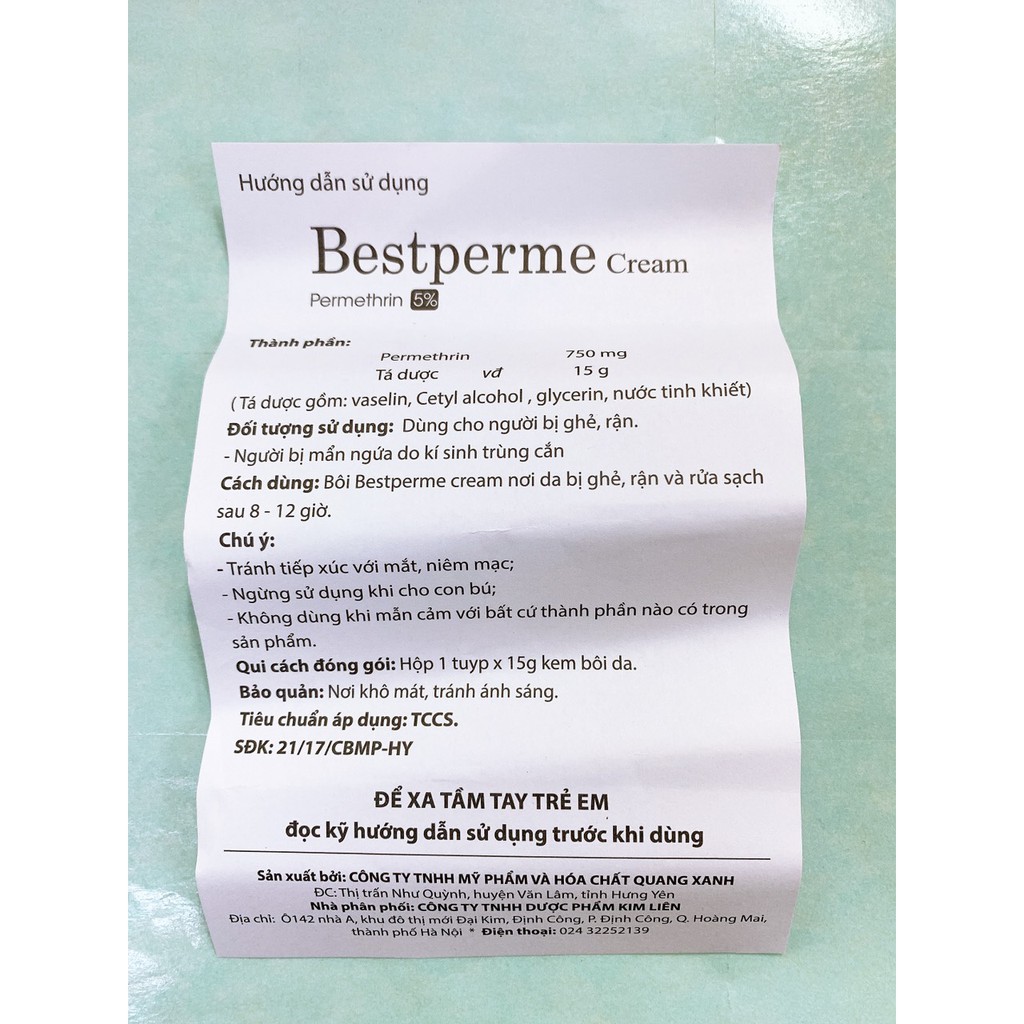 Hướng dẫn sử dụng
Bestperme Cream
Permethrin 5%
Thành phần:
Permethrin 750 mg
Tá dược vđ 15 g
( Tá dược gồm: vaselin, Cetyl alcohol , glycerin, nước tinh khiết)
Đối tượng sử dụng: Dùng cho người bị ghẻ, rận.
- Người bị mẩn ngứa do kí sinh trùng cắn
Cách dùng: Bôi Bestperme cream nơi da bị ghẻ, rận và rửa sạch
sau 8 - 12 giờ.
Chú ý:
- Tránh tiếp xúc với mắt, niêm mạc;
- Ngừng sử dụng khi cho con bú;
- Không dùng khi mẫn cảm với bất cứ thành phần nào có trong
sản phẩm.
Qui cách đóng gói: Hộp 1 tuyp x 15g kem bôi da.
Bảo quản: Nơi khô mát, tránh ánh sáng.
Tiêu chuẩn áp dụng: TCCS.
SĐK: 21/17/CBMP-HY
ĐỂ XA TẦM TAY TRẺ EM
đọc kỹ hướng dẫn sử dụng trước khi dùng
Sản xuất bởi: CÔNG TY TNHH MỸ PHẨM VÀ HÓA CHẤT QUANG XANH
ĐC: Thị trấn Như Quỳnh, huyện Văn Lâm, tỉnh Hưng Yên
Nhà phân phối: CÔNG TY TNHH DƯỢC PHẨM KIM LIÊN
Địa chỉ: Ô142 nhà A, khu đô thị mới Đại Kim, Định Công, P. Định Công, Q. Hoàng Mai,
thành phố Hà Nội * Điện thoại: 024 32252139